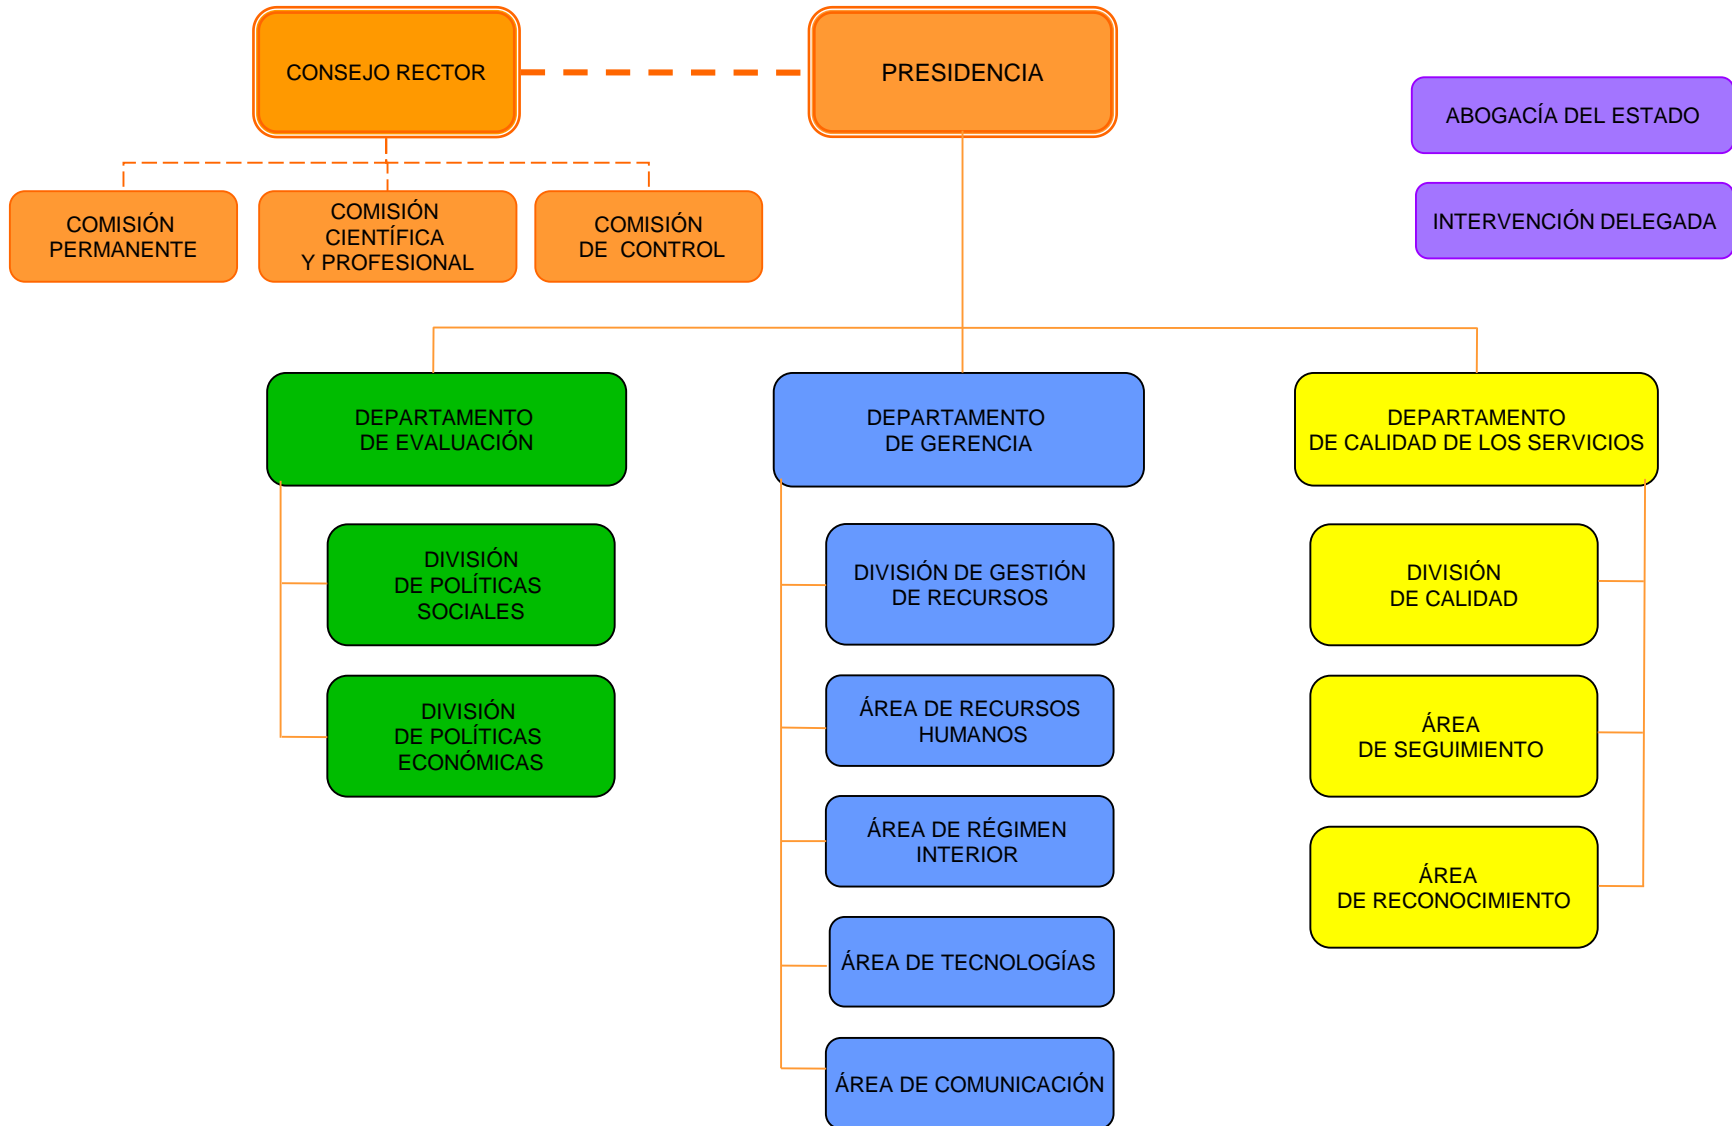 CONSEJO RECTOR
PRESIDENCIA
ABOGACÍA DEL ESTADO
INTERVENCIÓN DELEGADA
COMISIÓN
PERMANENTE
COMISIÓN
CIENTÍFICA
Y PROFESIONAL
COMISIÓN
DE CONTROL
DEPARTAMENTO
DE EVALUACIÓN
DIVISIÓN
DE POLÍTICAS
SOCIALES
DIVISIÓN
DE POLÍTICAS
ECONÓMICAS
DEPARTAMENTO
DE GERENCIA
DIVISIÓN DE GESTIÓN
DE RECURSOS
ÁREA DE RECURSOS
HUMANOS
ÁREA DE RÉGIMEN
INTERIOR
ÁREA DE TECNOLOGÍAS
ÁREA DE COMUNICACIÓN
DEPARTAMENTO
DE CALIDAD DE LOS SERVICIOS
DIVISIÓN
DE CALIDAD
ÁREA
DE SEGUIMIENTO
ÁREA
DE RECONOCIMIENTO